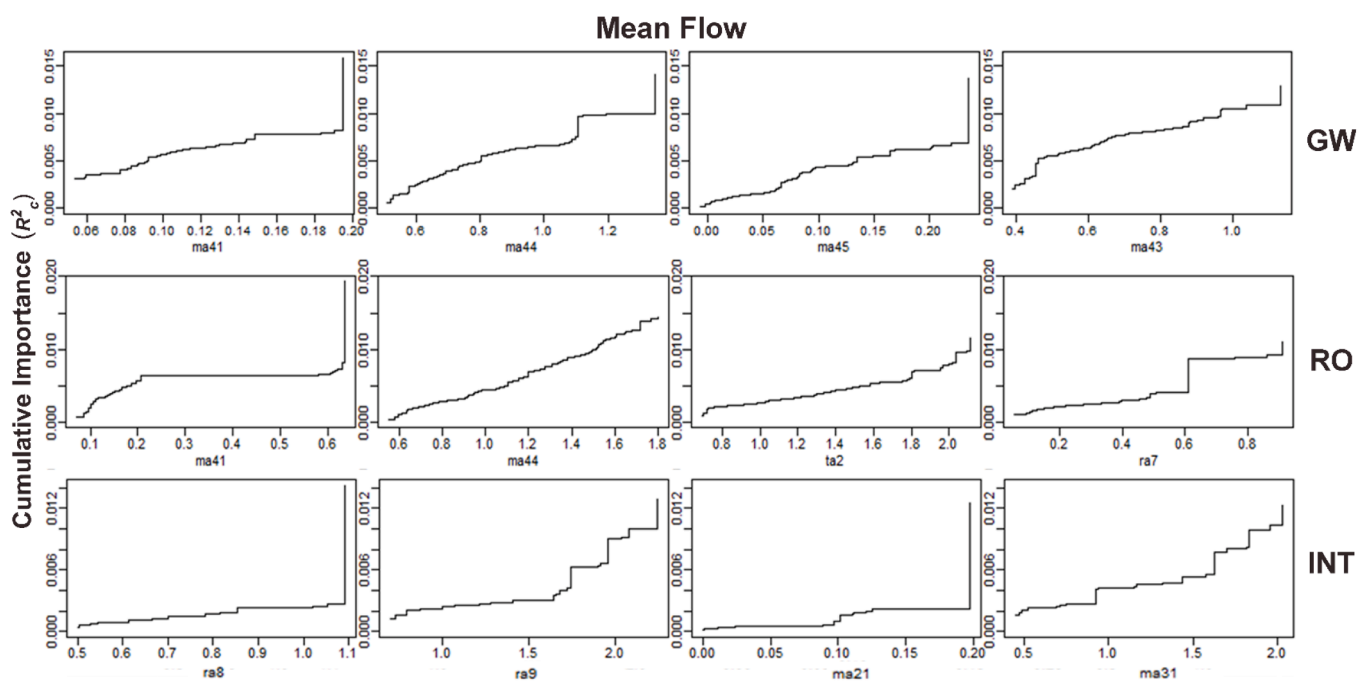 Mean Flow
Cumulative Importance (R²c)
0.000 0.005 0.010 0.015
0.06 0.08 0.10 0.12 0.14 0.16 0.18 0.20
ma41
0.000 0.005 0.010 0.015
0.6 0.8 1.0 1.2
ma44
0.000 0.005 0.010 0.015
0.00 0.05 0.10 0.15 0.20
ma45
0.000 0.005 0.010 0.015
0.4 0.6 0.8 1.0
ma43
GW
0.000 0.010 0.020
0.1 0.2 0.3 0.4 0.5 0.6
ma41
0.000 0.010 0.020
0.6 0.8 1.0 1.2 1.4 1.6 1.8
ma44
0.000 0.010 0.020
0.8 1.0 1.2 1.4 1.6 1.8 2.0
ta2
0.000 0.010 0.020
0.2 0.4 0.6 0.8
ra7
RO
0.000 0.006 0.012
0.5 0.6 0.7 0.8 0.9 1.0 1.1
ra8
0.000 0.006 0.012
1.0 1.5 2.0
ra9
0.000 0.006 0.012
0.00 0.05 0.10 0.15 0.20
ma21
0.000 0.006 0.012
0.5 1.0 1.5 2.0
ma31
INT